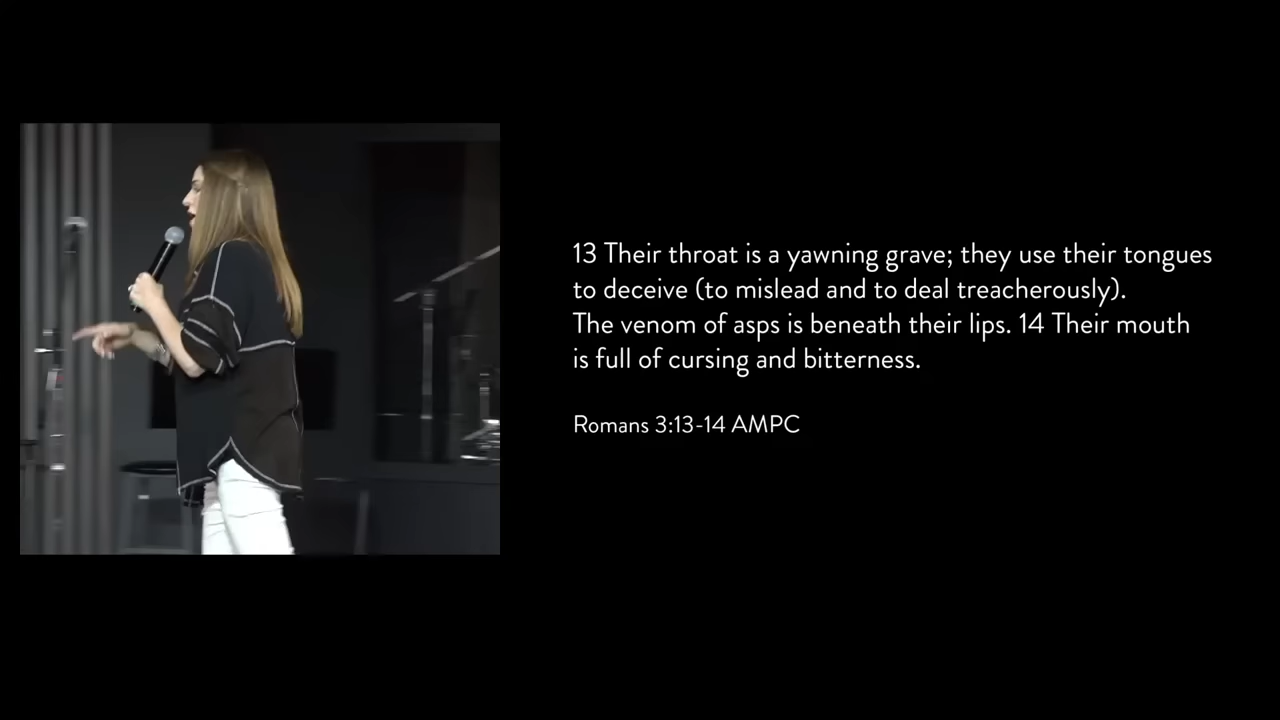 13 Their throat is a yawning grave; they use their tongues
to deceive (to mislead and to deal treacherously).
The venom of asps is beneath their lips. 14 Their mouth
is full of cursing and bitterness.
Romans 3:13-14 AMPC